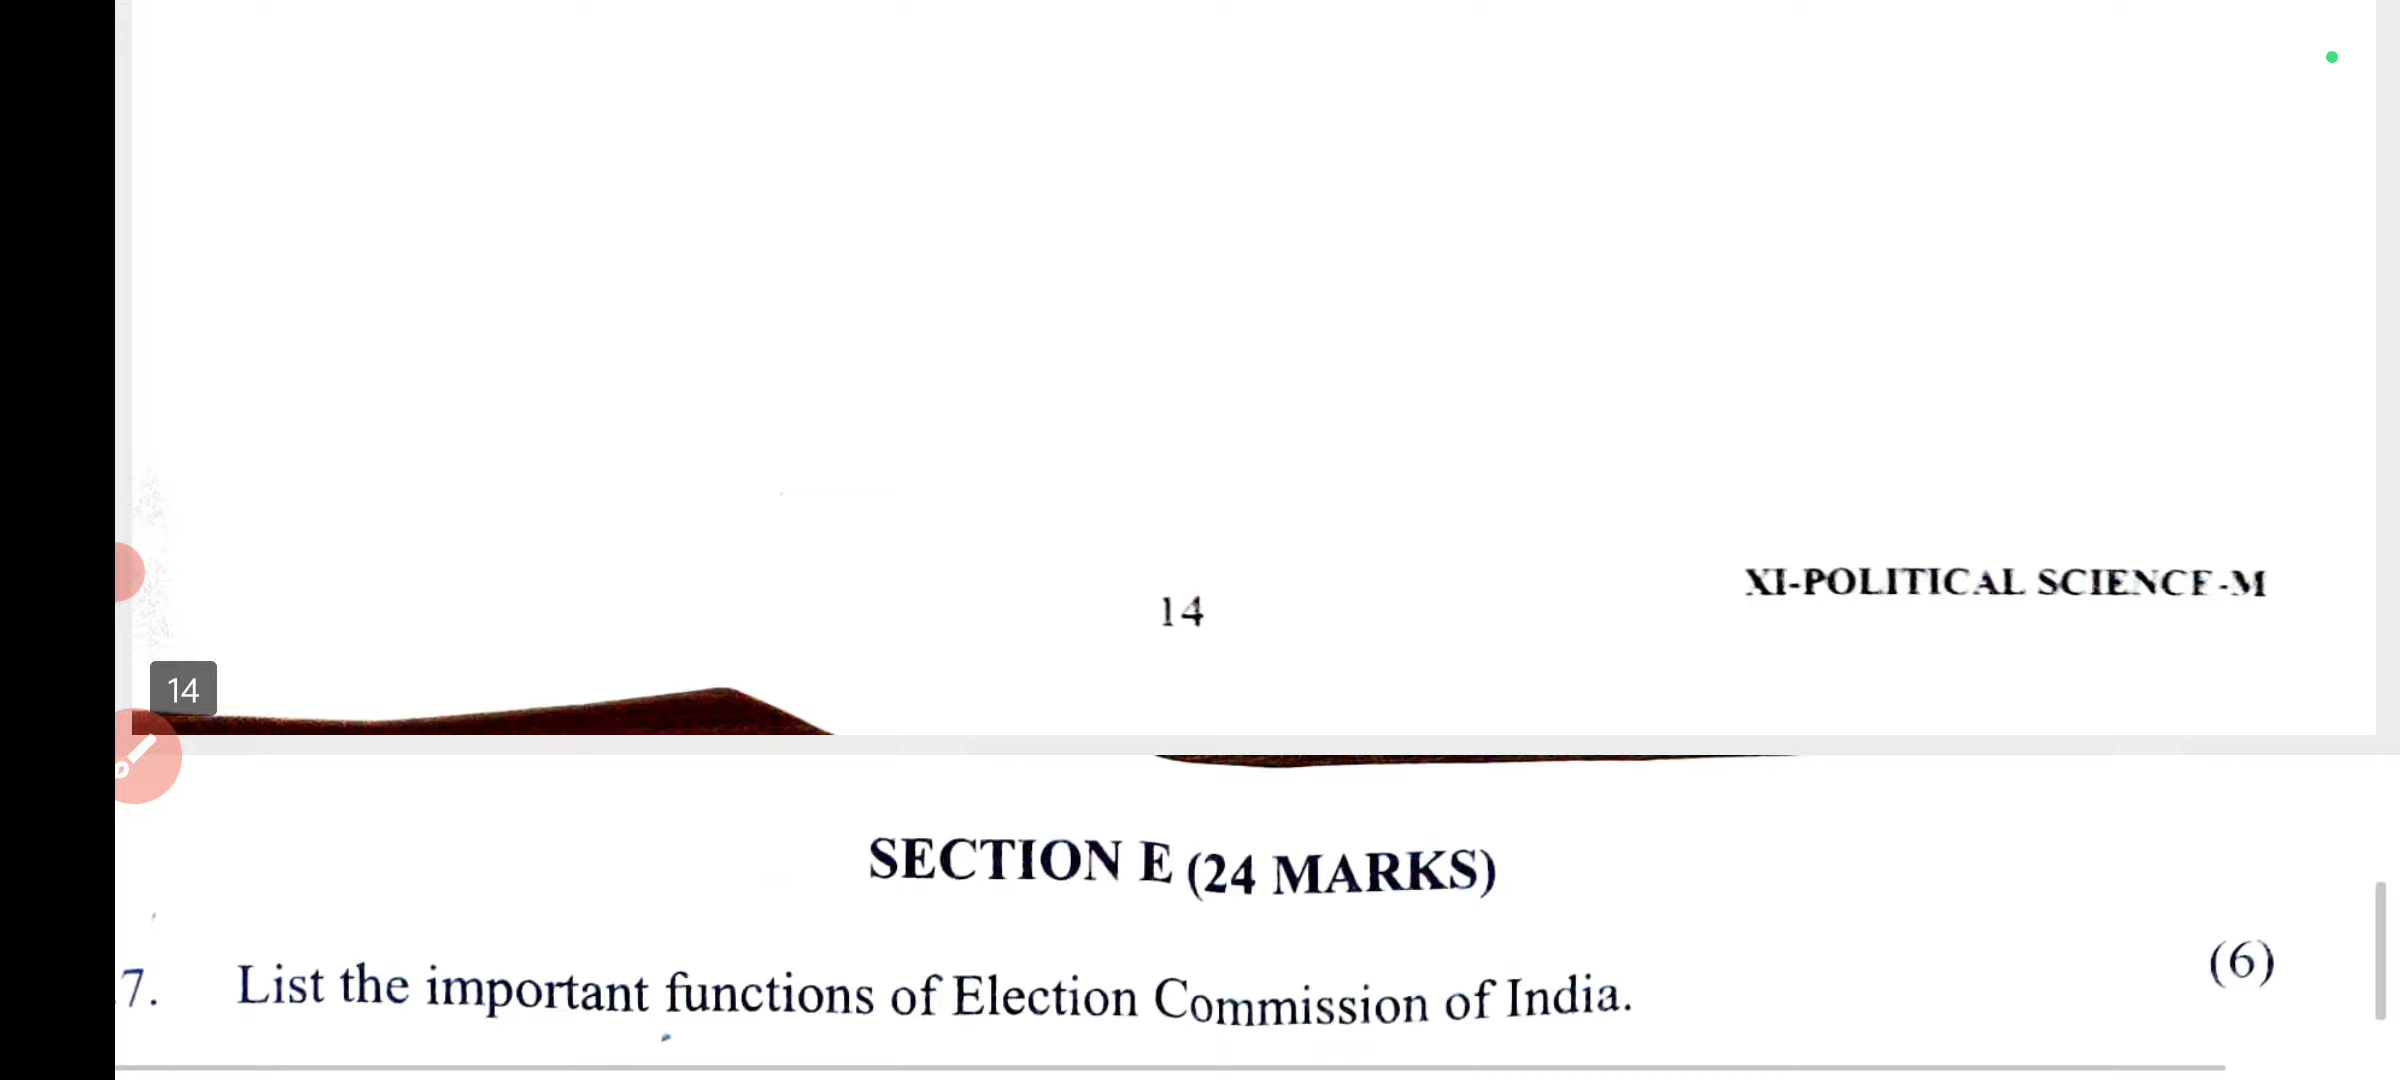 XI-POLITICAL SCIENCE-M
14
14
SECTION E (24 MARKS)
7. List the important functions of Election Commission of India. (6)